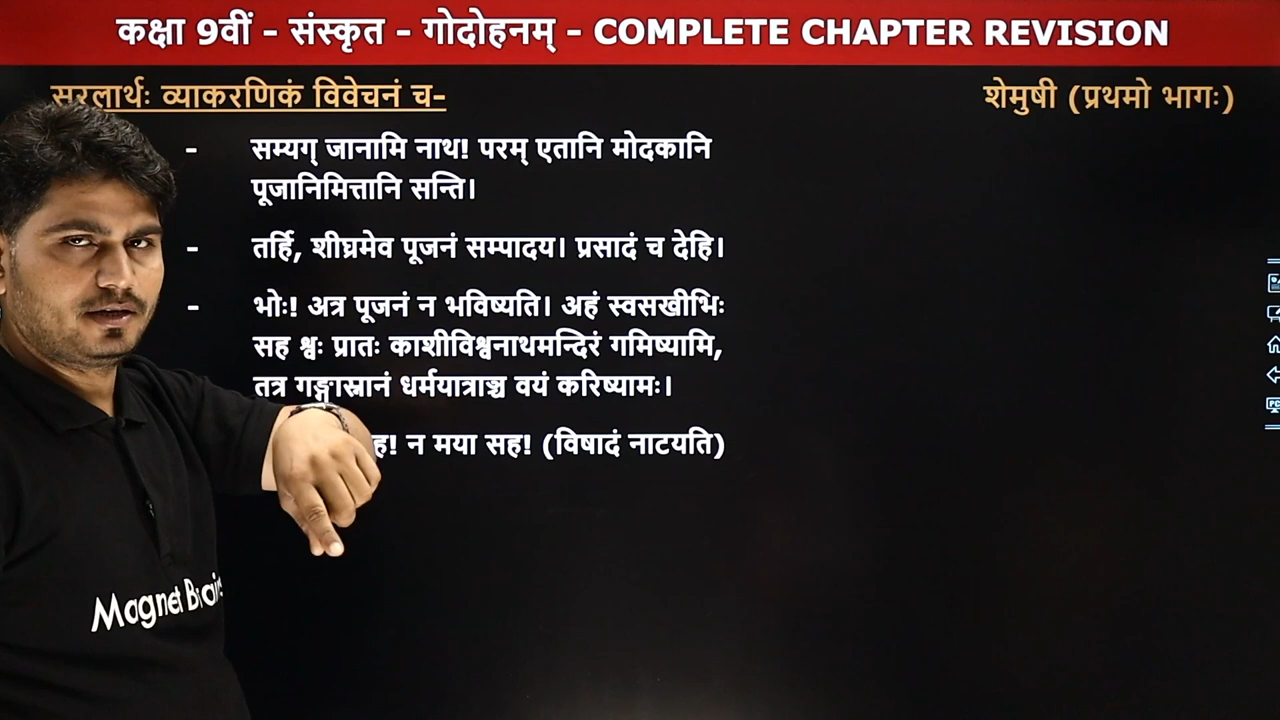 कक्षा 9वीं - संस्कृत - गोदोहनम् - COMPLETE CHAPTER REVISION
सरलार्थः व्याकरणिकं विवेचनं च-
शेमुषी (प्रथमो भागः)
- सम्यग् जानामि नाथ! परम् एतानि मोदकानि
पूजानिमित्तानि सन्ति।
- तर्हि, शीघ्रमेव पूजनं सम्पादय। प्रसादं च देहि।
- भोः! अत्र पूजनं न भविष्यति। अहं स्वसखीभिः
सह श्वः प्रातः काशीविश्वनाथमन्दिरं गमिष्यामि,
तत्र गङ्गास्नानं धर्मयात्राञ्च वयं करिष्यामः।
ह! न मया सह! (विषादं नाटयति)
Magnet Brains